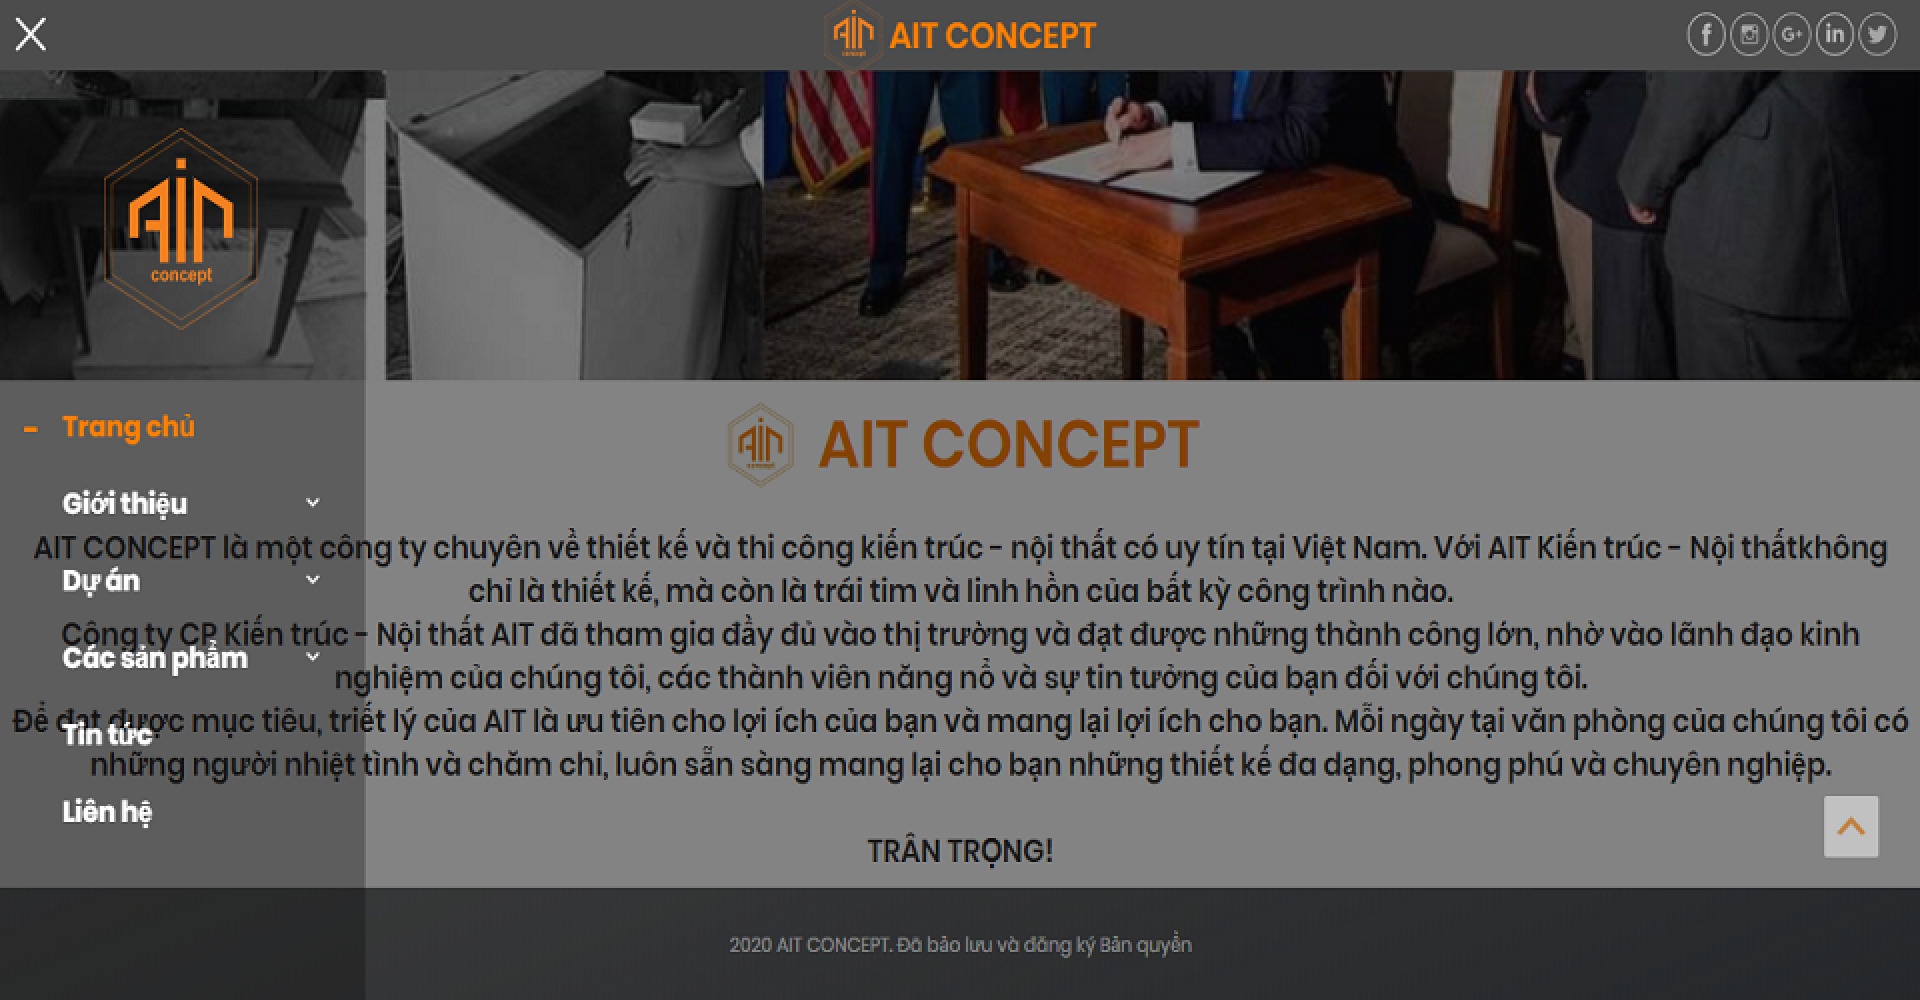 AIT CONCEPT
concept
Trang chủ
Giới thiệu
Dự án
Các sản phẩm
Tin tức
Liên hệ
AIT CONCEPT
AIT CONCEPT là một công ty chuyên về thiết kế và thi công kiến trúc - nội thất có uy tín tại Việt Nam. Với AIT Kiến trúc - Nội thấtkhông
chỉ là thiết kế, mà còn là trái tim và linh hồn của bất kỳ công trình nào.
Công ty CP Kiến trúc - Nội thất AIT đã tham gia đầy đủ vào thị trường và đạt được những thành công lớn, nhờ vào lãnh đạo kinh
nghiệm của chúng tôi, các thành viên năng nổ và sự tin tưởng của bạn đối với chúng tôi.
Để đạt được mục tiêu, triết lý của AIT là ưu tiên cho lợi ích của bạn và mang lại lợi ích cho bạn. Mỗi ngày tại văn phòng của chúng tôi có
những người nhiệt tình và chăm chỉ, luôn sẵn sàng mang lại cho bạn những thiết kế đa dạng, phong phú và chuyên nghiệp.
TRÂN TRỌNG!
2020 AIT CONCEPT. Đã bảo lưu và đăng ký Bản quyền